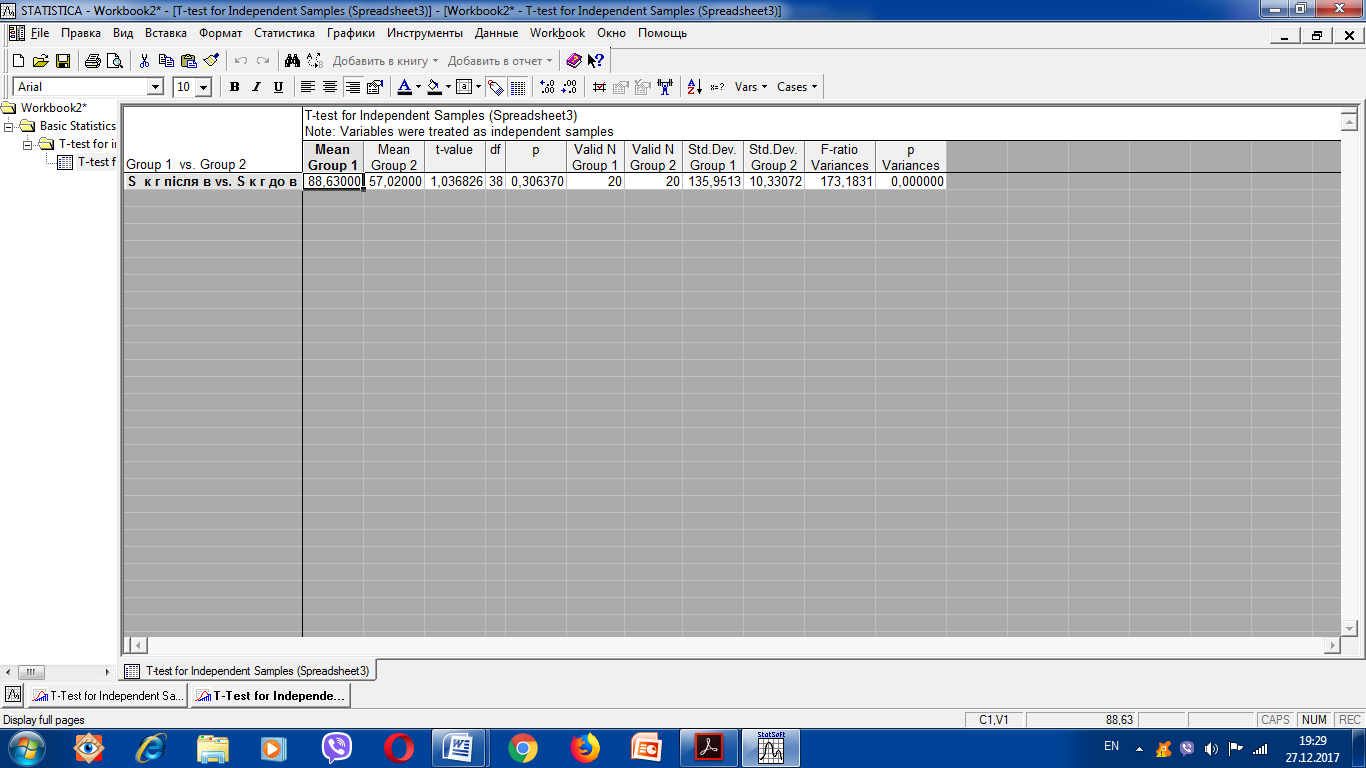 STATISTICA - Workbook2* - [T-test for Independent Samples (Spreadsheet3)] - [Workbook2* - T-test for Independent Samples (Spreadsheet3)]
File Правка Вид Вставка Формат Статистика Графики Инструменты Данные Workbook Окно Помощь
Добавить в книгу Добавить в отчет
Arial 10 B I U Vars Cases
Workbook2*
Basic Statistics
T-test for i
T-test f
T-test for Independent Samples (Spreadsheet3)
Note: Variables were treated as independent samples
Group 1 vs. Group 2
Mean Group 1
Mean Group 2
t-value
df
p
Valid N Group 1
Valid N Group 2
Std.Dev. Group 1
Std.Dev. Group 2
F-ratio Variances
p Variances
S к г після в vs. S к г до в 88,63000 57,02000 1,036826 38 0,306370 20 20 135,9513 10,33072 173,1831 0,000000
T-test for Independent Samples (Spreadsheet3)
T-Test for Independent Sa... T-Test for Independe...
Display full pages C1,V1 88,63 CAPS NUM REC
StatSoft
EN
19:29
27.12.2017